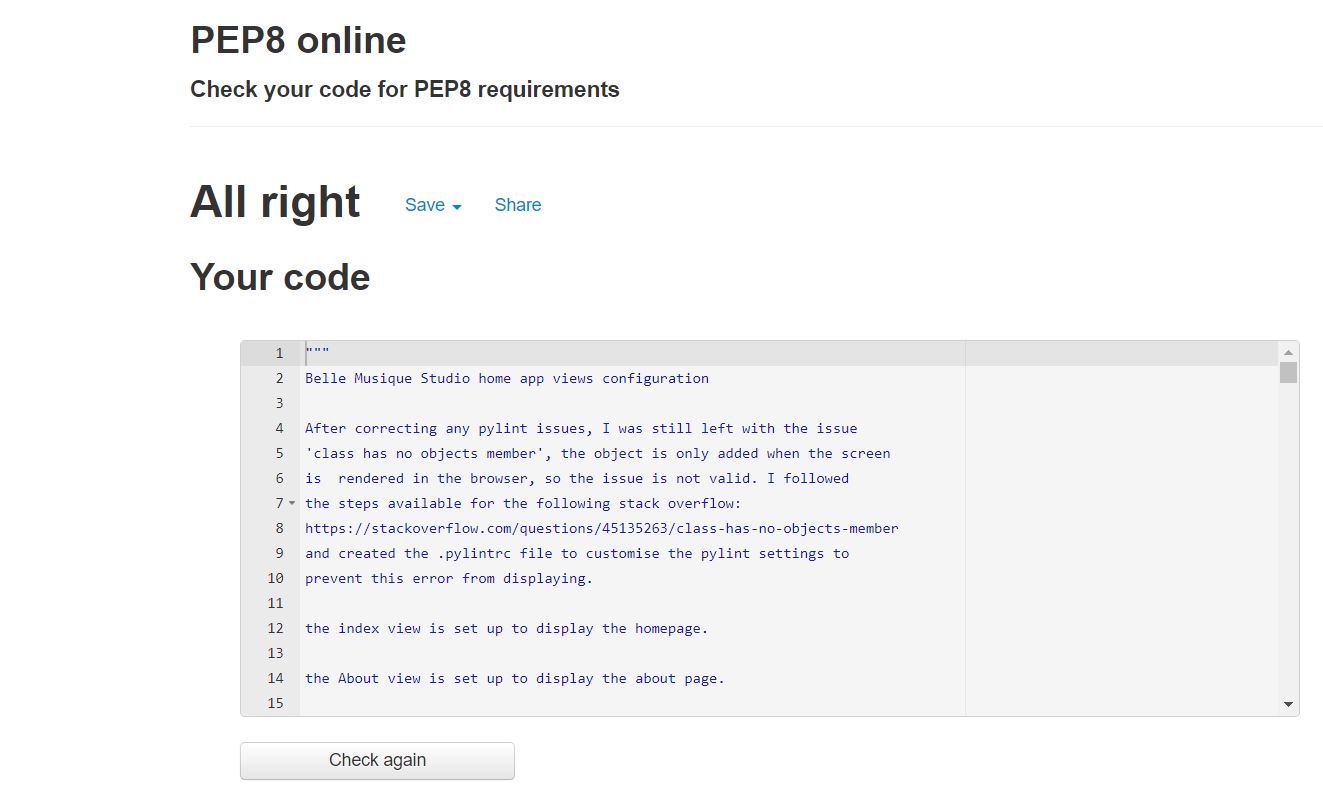 PEP8 online
Check your code for PEP8 requirements
All right Save Share
Your code
1 """
2 Belle Musique Studio home app views configuration
3
4 After correcting any pylint issues, I was still left with the issue
5 'class has no objects member', the object is only added when the screen
6 is  rendered in the browser, so the issue is not valid. I followed
7 the steps available for the following stack overflow:
8 https://stackoverflow.com/questions/45135263/class-has-no-objects-member
9 and created the .pylintrc file to customise the pylint settings to
10 prevent this error from displaying.
11
12 the index view is set up to display the homepage.
13
14 the About view is set up to display the about page.
15
Check again